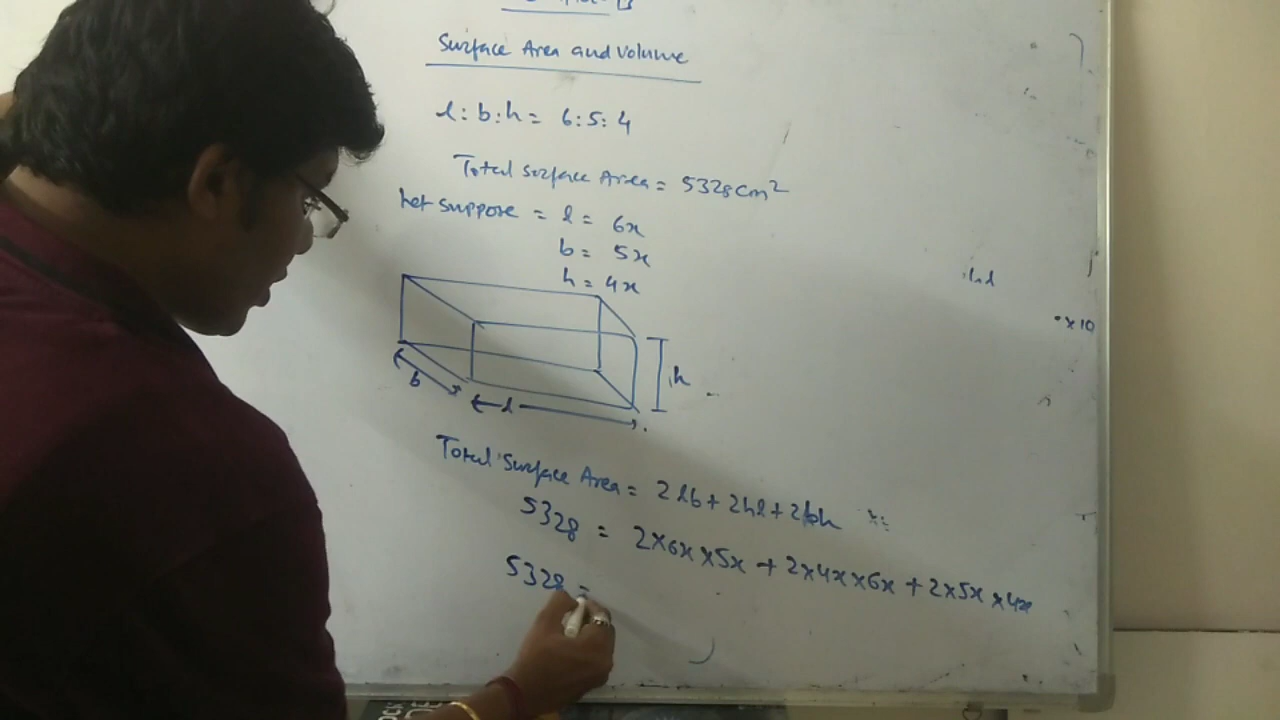 Surface Area and Volume
l : b : h = 6 : 5 : 4
Total Surface Area = 5328 cm²
let suppose = l = 6x
b = 5x
h = 4x
h
b
l
Total Surface Area = 2lb + 2hl + 2bh
5328 = 2×6x×5x + 2×4x×6x + 2×5x×4x
5328 =
×10